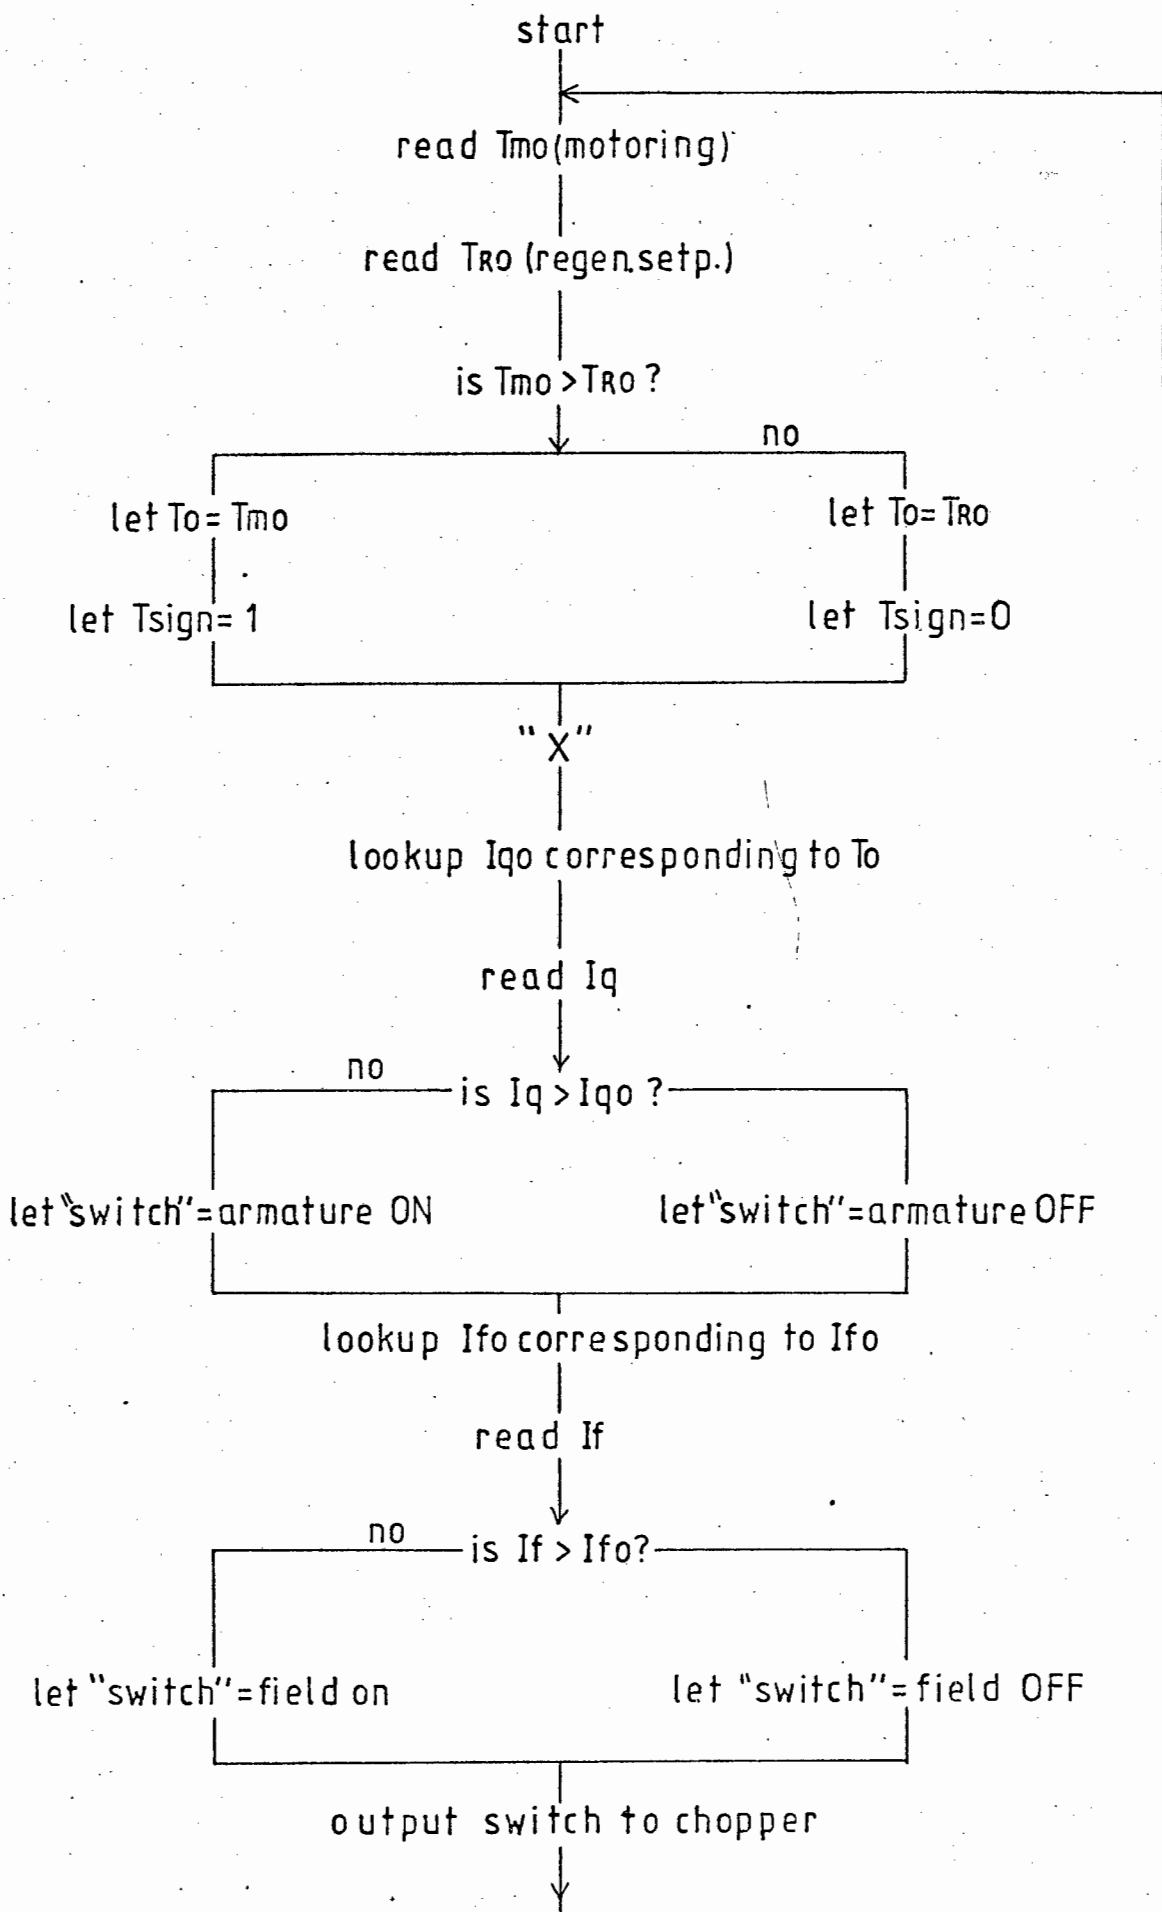 start
read Tmo(motoring)
read TRO (regen.setp.)
is Tmo >TRO ?
no
let To= Tmo
let To=TRO
let Tsign= 1
let Tsign=0
"X"
lookup Iqo corresponding to To
read Iq
no
is Iq > Iqo ?
let "switch"=armature ON
let "switch"=armature OFF
lookup Ifo corresponding to Ifo
read If
no
is If > Ifo?
let "switch"=field on
let "switch"=field OFF
output switch to chopper